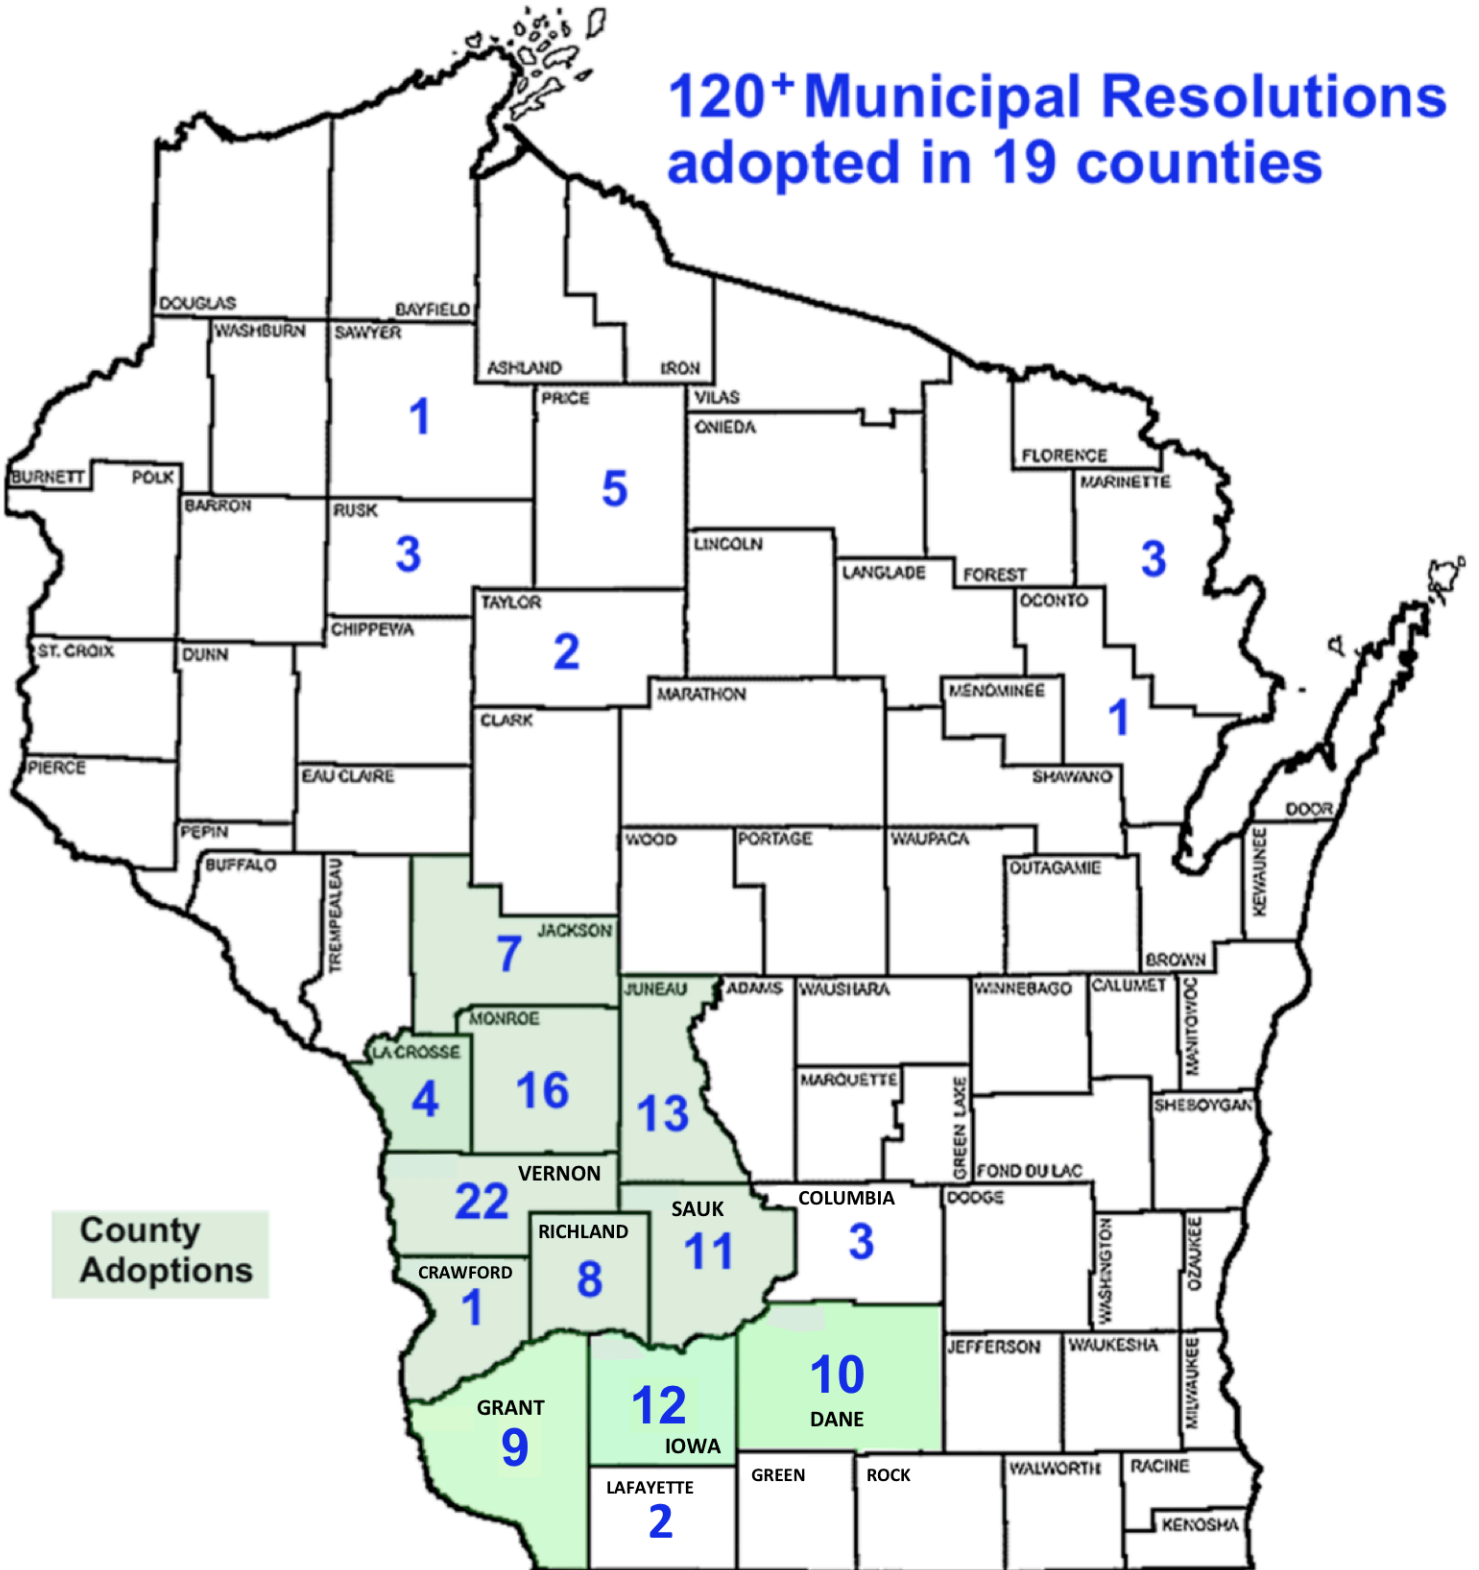 120+ Municipal Resolutions
adopted in 19 counties
DOUGLAS
BAYFIELD
WASHBURN
SAWYER
ASHLAND
IRON
PRICE
VILAS
1
ONIEDA
5
FLORENCE
BURNETT
POLK
MARINETTE
BARRON
RUSK
3
3
LINCOLN
LANGLADE
FOREST
TAYLOR
OCONTO
CHIPPEWA
2
ST. CROIX
DUNN
MARATHON
MENOMINEE
CLARK
1
PIERCE
EAU CLAIRE
SHAWANO
DOOR
PEPIN
WOOD
PORTAGE
WAUPACA
BUFFALO
OUTAGAMIE
KEWAUNEE
TREMPEALEAU
JACKSON
7
BROWN
JUNEAU
ADAMS
WAUSHARA
WINNEBAGO
CALUMET
MANITOWOC
MONROE
LA CROSSE
4
16
13
MARQUETTE
GREEN LAKE
SHEBOYGAN
VERNON
FOND DU LAC
22
SAUK
COLUMBIA
DODGE
RICHLAND
11
3
WASHINGTON
OZAUKEE
County
Adoptions
CRAWFORD
1
8
JEFFERSON
WAUKESHA
MILWAUKEE
10
DANE
12
IOWA
GRANT
9
LAFAYETTE
2
GREEN
ROCK
WALWORTH
RACINE
KENOSHA